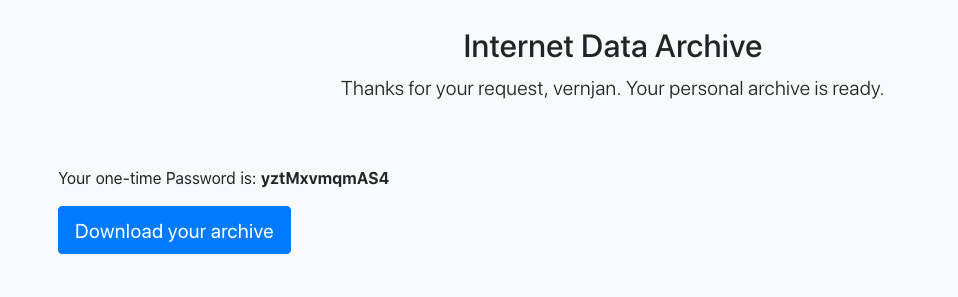 Internet Data Archive
Thanks for your request, vernjan. Your personal archive is ready.
Your one-time Password is: yztMxvmqmAS4
Download your archive